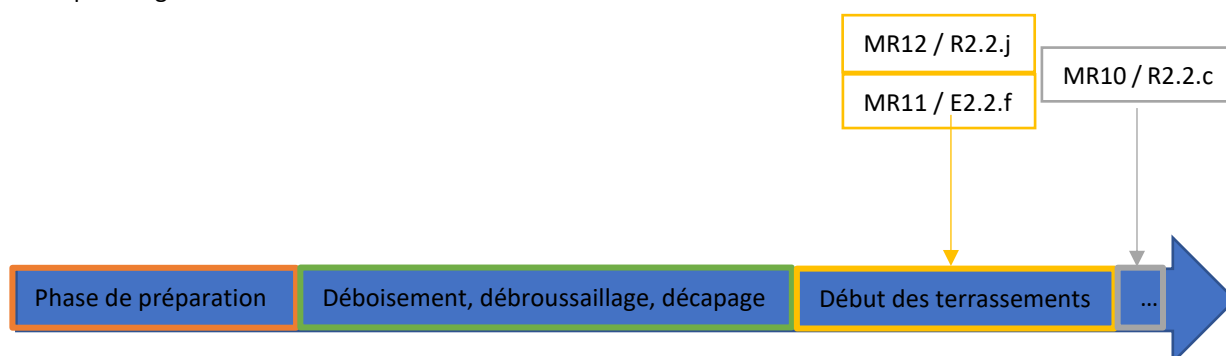 MR12 / R2.2.j
MR11 / E2.2.f
MR10 / R2.2.c
Phase de préparation
Déboisement, débroussaillage, décapage
Début des terrassements
...